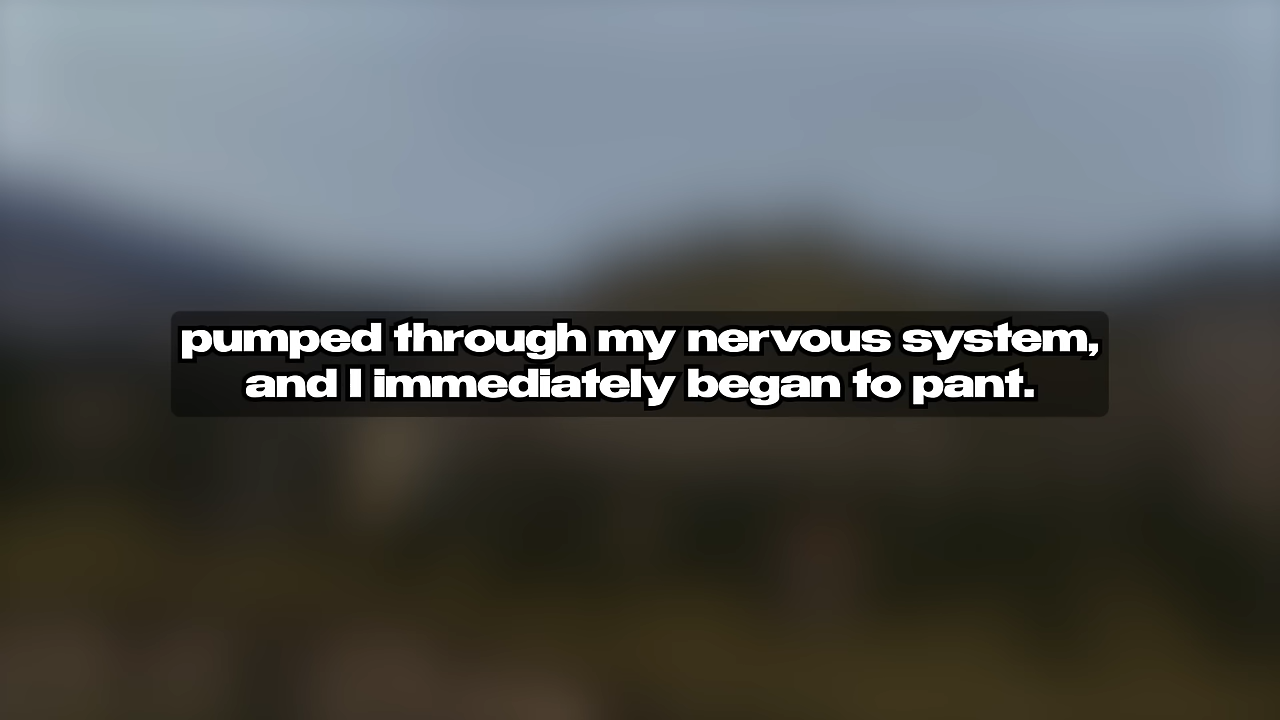 pumped through my nervous system,
and I immediately began to pant.